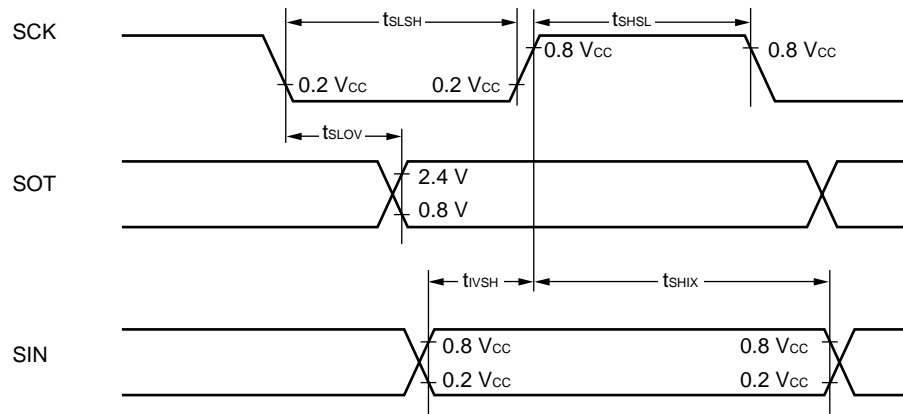 tSLSH tSHSL
SCK
0.8 VCC 0.8 VCC
0.2 VCC 0.2 VCC
tSLOV
SOT
2.4 V
0.8 V
tIVSH tSHIX
SIN
0.8 VCC 0.8 VCC
0.2 VCC 0.2 VCC